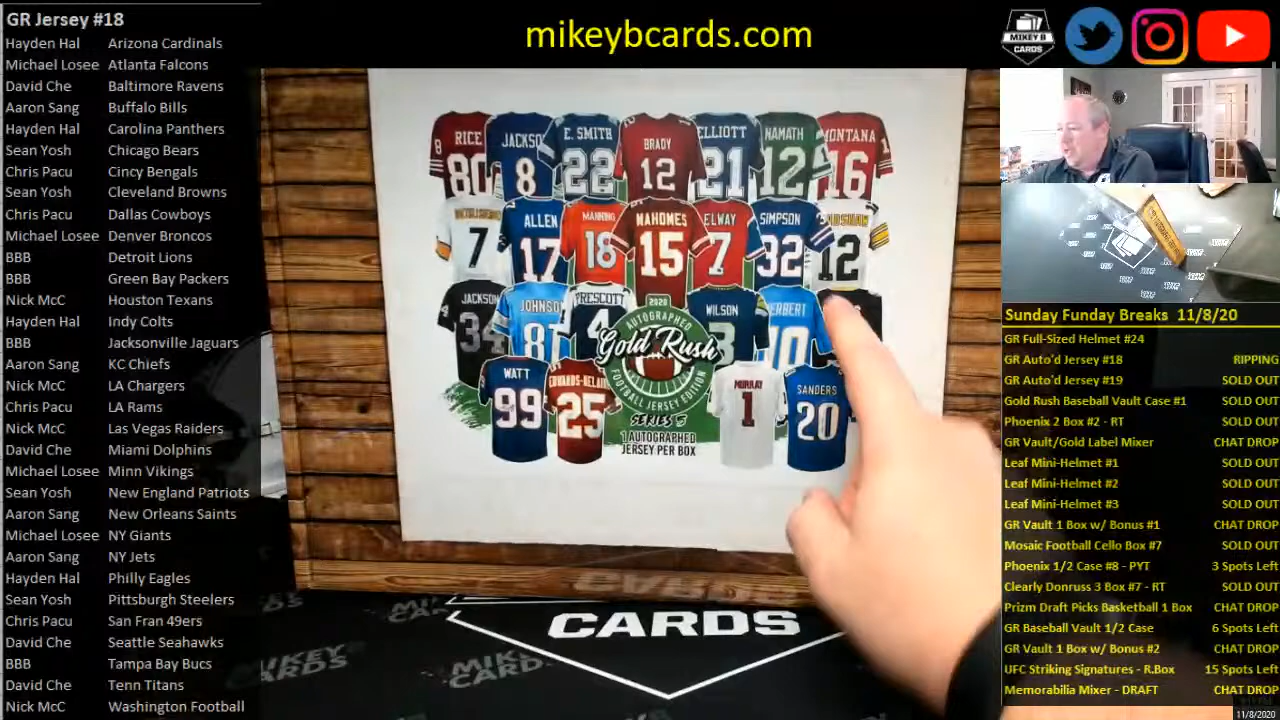 GR Jersey #18
Hayden Hal Arizona Cardinals
Michael Losee Atlanta Falcons
David Che Baltimore Ravens
Aaron Sang Buffalo Bills
Hayden Hal Carolina Panthers
Sean Yosh Chicago Bears
Chris Pacu Cincy Bengals
Sean Yosh Cleveland Browns
Chris Pacu Dallas Cowboys
Michael Losee Denver Broncos
BBB Detroit Lions
BBB Green Bay Packers
Nick McC Houston Texans
Hayden Hal Indy Colts
BBB Jacksonville Jaguars
Aaron Sang KC Chiefs
Nick McC LA Chargers
Chris Pacu LA Rams
Nick McC Las Vegas Raiders
David Che Miami Dolphins
Michael Losee Minn Vikings
Sean Yosh New England Patriots
Aaron Sang New Orleans Saints
Michael Losee NY Giants
Aaron Sang NY Jets
Hayden Hal Philly Eagles
Sean Yosh Pittsburgh Steelers
Chris Pacu San Fran 49ers
David Che Seattle Seahawks
BBB Tampa Bay Bucs
David Che Tenn Titans
Nick McC Washington Football
mikeybcards.com
MIKEY B
CARDS
RICE JACKSO E. SMITH BRADY ELLIOTT NAMATH MONTANA
80 8 22 12 21 12 16
ALLEN MANNING MAHOMES ELWAY SIMPSON
7 17 18 15 7 32 12
JACKSON JOHNSO PRESCOTT WILSON
34 81 4 3 10
2020
AUTOGRAPHED
Gold Rush
FOOTBALL JERSEY EDITION
SERIES 5
1 AUTOGRAPHED
JERSEY PER BOX
WATT MURRAY SANDERS
99 25 1 20
CARDS
MIKEY
CARDS
Sunday Funday Breaks 11/8/20
GR Full-Sized Helmet #24
GR Auto'd Jersey #18 RIPPING
GR Auto'd Jersey #19 SOLD OUT
Gold Rush Baseball Vault Case #1 SOLD OUT
Phoenix 2 Box #2 - RT SOLD OUT
GR Vault/Gold Label Mixer CHAT DROP
Leaf Mini-Helmet #1 SOLD OUT
Leaf Mini-Helmet #2 SOLD OUT
Leaf Mini-Helmet #3 SOLD OUT
GR Vault 1 Box w/ Bonus #1 CHAT DROP
Mosaic Football Cello Box #7 SOLD OUT
Phoenix 1/2 Case #8 - PYT 3 Spots Left
Clearly Donruss 3 Box #7 - RT SOLD OUT
Prizm Draft Picks Basketball 1 Box CHAT DROP
GR Baseball Vault 1/2 Case 6 Spots Left
GR Vault 1 Box w/ Bonus #2 CHAT DROP
UFC Striking Signatures - R.Box 15 Spots Left
Memorabilia Mixer - DRAFT CHAT DROP
11/8/2020